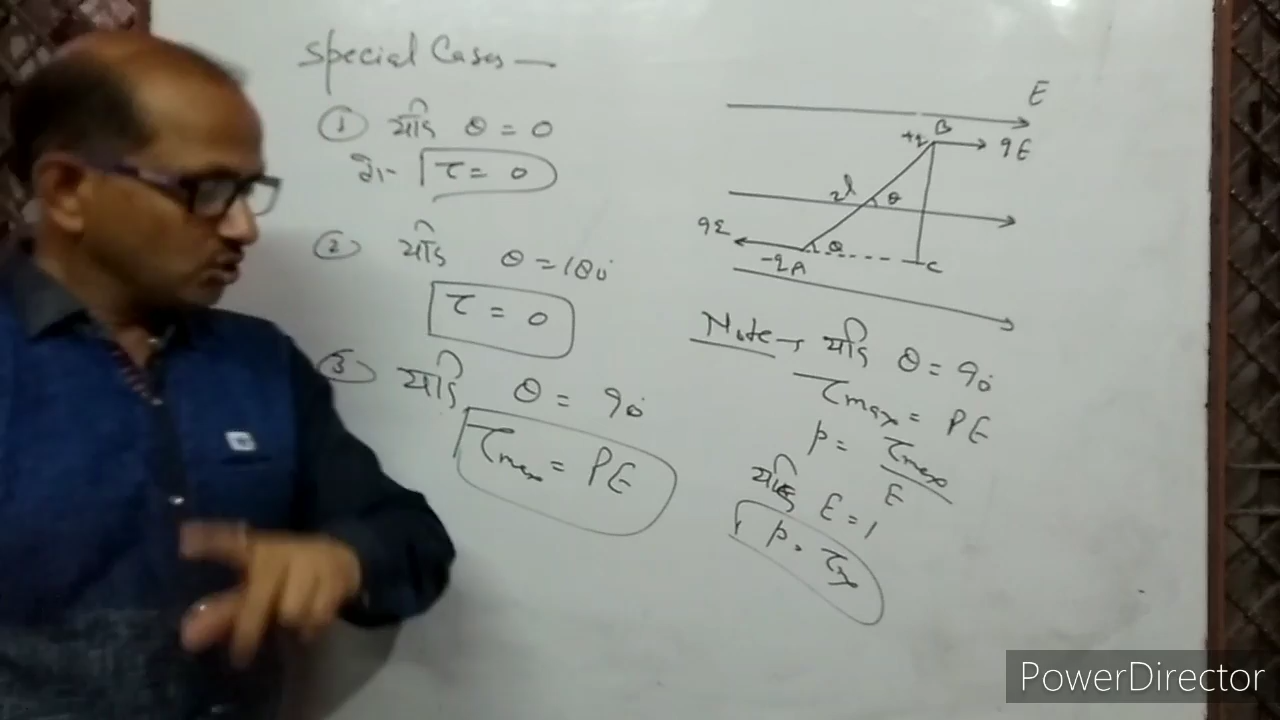 Special Cases —
① यदि θ = 0
तो τ = 0
② यदि θ = 180°
τ = 0
③ यदि θ = 90°
τmax = PE
E
B
+q
qE
2l
θ
qE
θ
-q A
C
Note → यदि θ = 90°
τmax = PE
p = τmax
E
यदि E = 1
PowerDirector